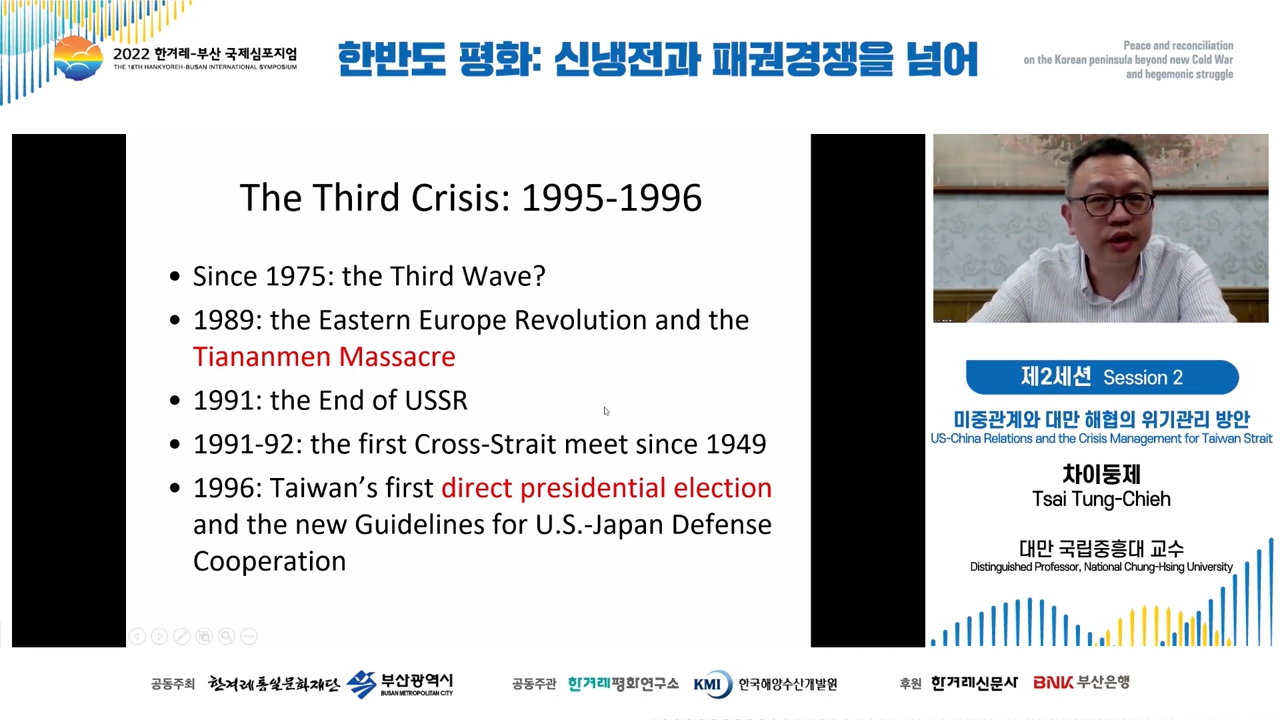 2022 한겨레-부산 국제심포지엄
THE 18TH HANKYOREH-BUSAN INTERNATIONAL SYMPOSIUM
한반도 평화: 신냉전과 패권경쟁을 넘어
Peace and reconciliation
on the Korean peninsula beyond new Cold War
and hegemonic struggle
The Third Crisis: 1995-1996
• Since 1975: the Third Wave?
• 1989: the Eastern Europe Revolution and the
Tiananmen Massacre
• 1991: the End of USSR
• 1991-92: the first Cross-Strait meet since 1949
• 1996: Taiwan’s first direct presidential election
and the new Guidelines for U.S.-Japan Defense
Cooperation
제2세션 Session 2
미중관계와 대만 해협의 위기관리 방안
US-China Relations and the Crisis Management for Taiwan Strait
차이둥제
Tsai Tung-Chieh
대만 국립중흥대 교수
Distinguished Professor, National Chung-Hsing University
공동주최 한겨레통일문화재단 부산광역시
BUSAN METROPOLITAN CITY
공동주관 한겨레평화연구소 KMI 한국해양수산개발원
후원 한겨레신문사 BNK 부산은행